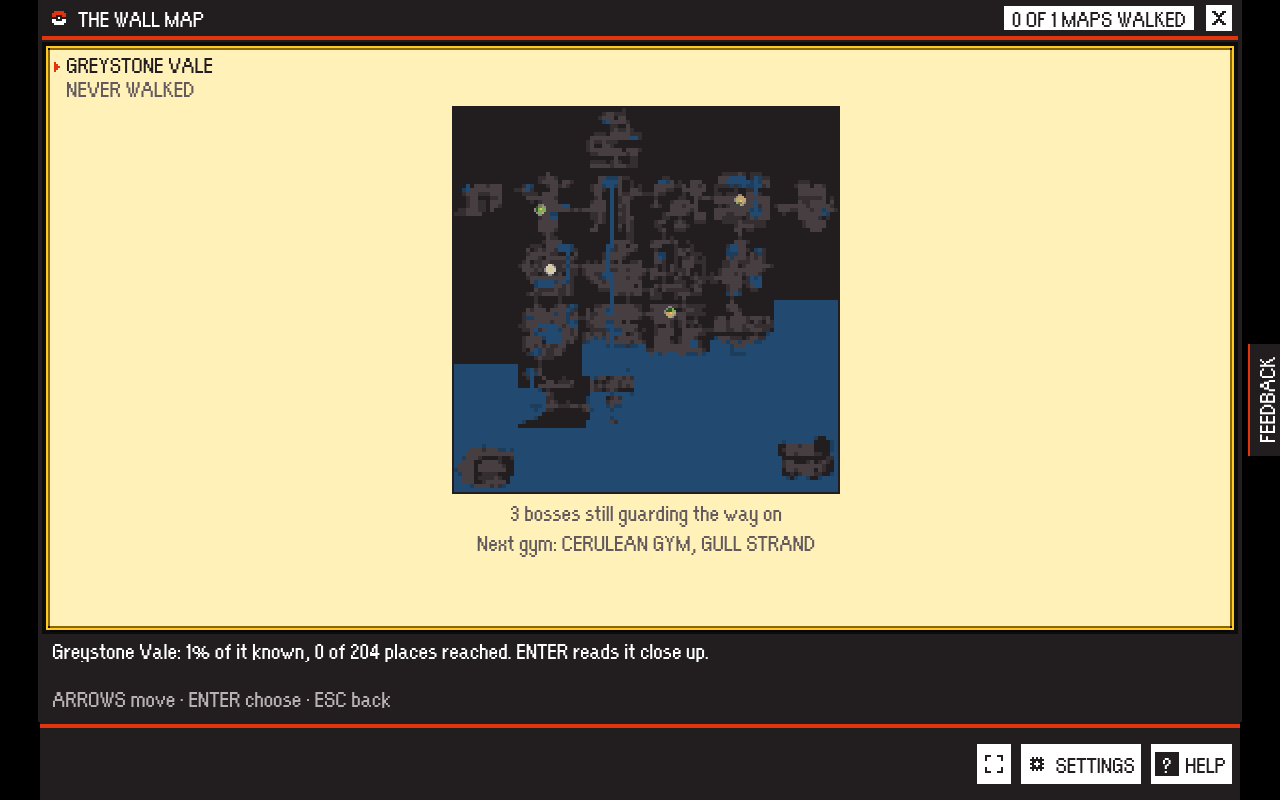 THE WALL MAP
0 OF 1 MAPS WALKED
X
GREYSTONE VALE
NEVER WALKED
3 bosses still guarding the way on
Next gym: CERULEAN GYM, GULL STRAND
FEEDBACK
Greystone Vale: 1% of it known, 0 of 204 places reached. ENTER reads it close up.
ARROWS move · ENTER choose · ESC back
SETTINGS
? HELP